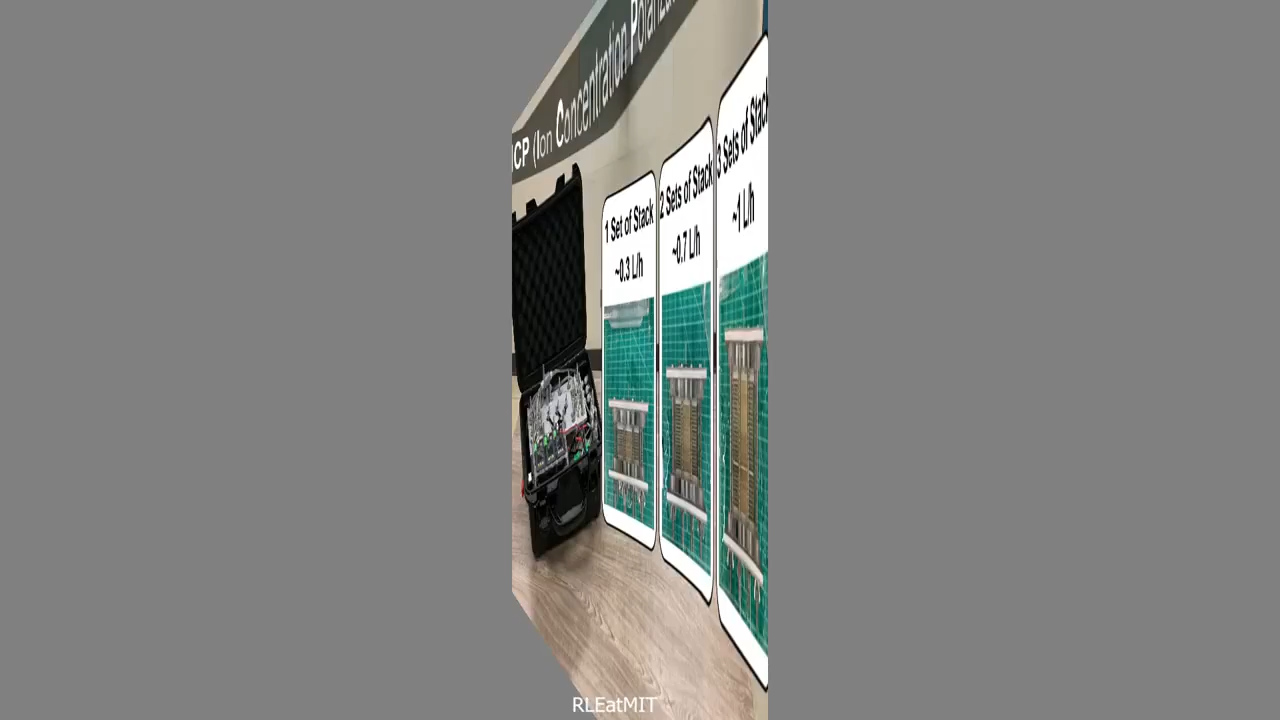 ICP (Ion Concentration
1 Set of Stack
~0.3 L/h
2 Sets of Stack
~0.7 L/h
3 Sets of Stack
~1 L/h
RLEatMIT